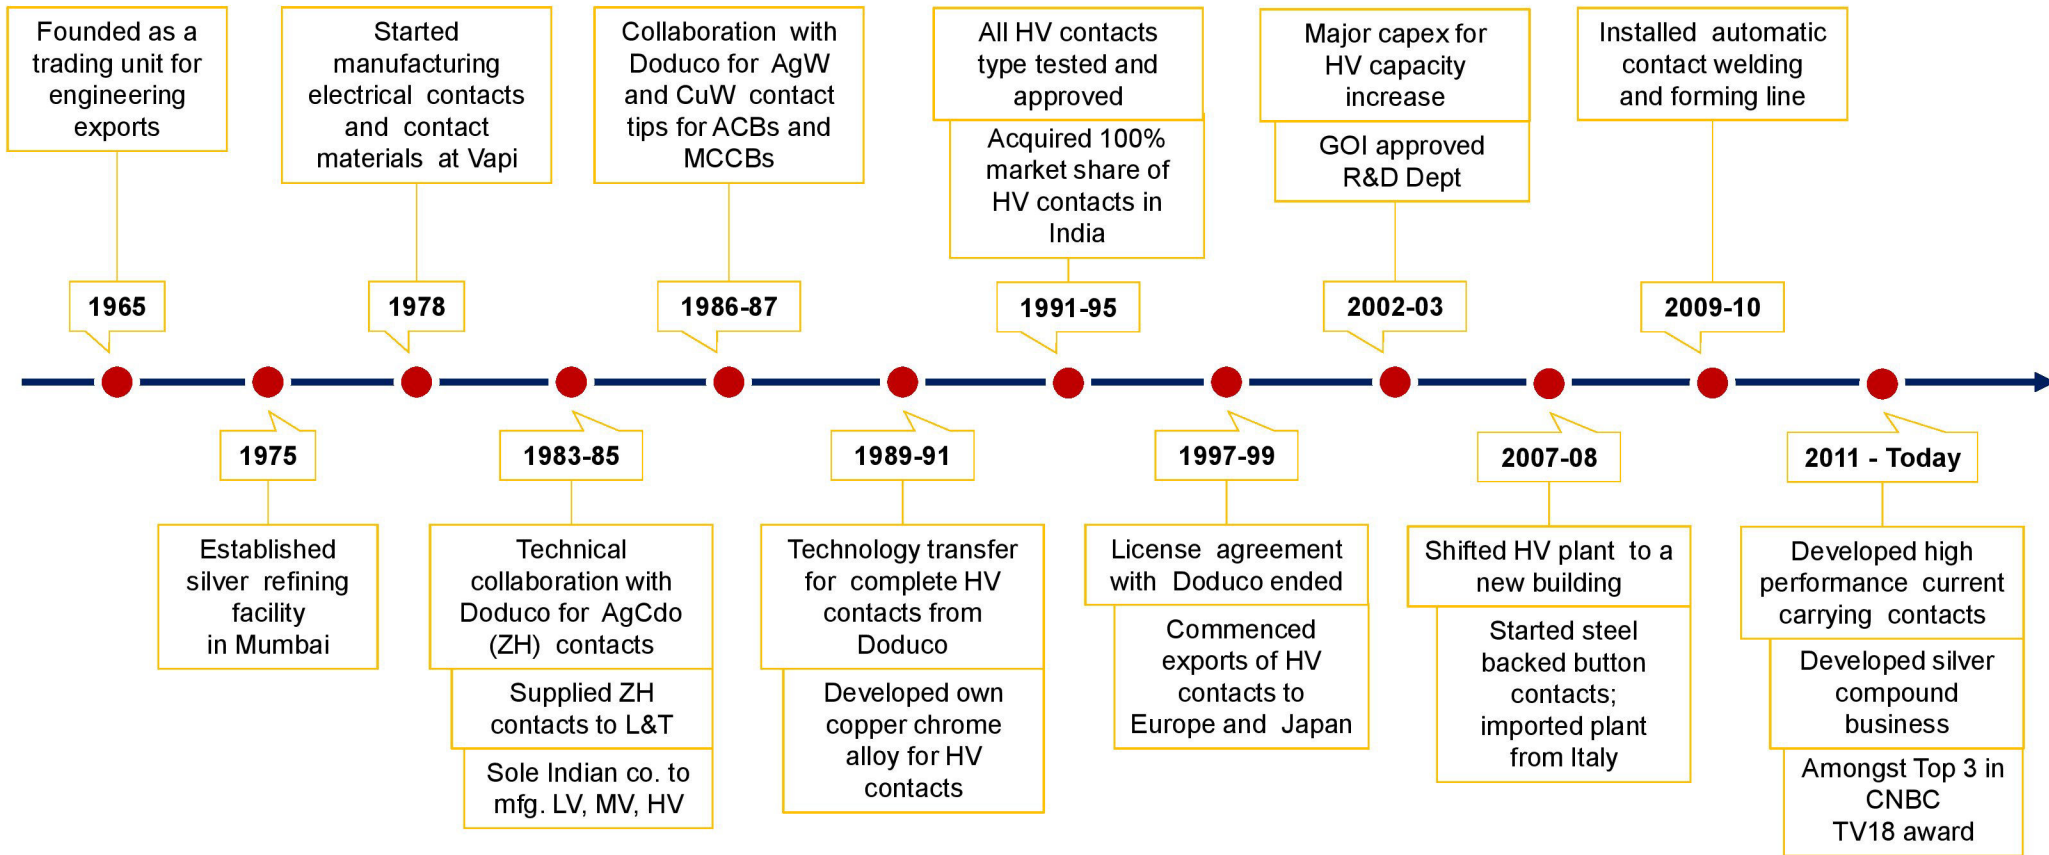 Founded as a
trading unit for
engineering
exports
1965
Started
manufacturing
electrical contacts
and contact
materials at Vapi
1978
Collaboration with
Doduco for AgW
and CuW contact
tips for ACBs and
MCCBs
1986-87
All HV contacts
type tested and
approved
Acquired 100%
market share of
HV contacts in
India
1991-95
Major capex for
HV capacity
increase
GOI approved
R&D Dept
2002-03
Installed automatic
contact welding
and forming line
2009-10
1975
Established
silver refining
facility
in Mumbai
1983-85
Technical
collaboration with
Doduco for AgCdo
(ZH) contacts
Supplied ZH
contacts to L&T
Sole Indian co. to
mfg. LV, MV, HV
1989-91
Technology transfer
for complete HV
contacts from
Doduco
Developed own
copper chrome
alloy for HV
contacts
1997-99
License agreement
with Doduco ended
Commenced
exports of HV
contacts to
Europe and Japan
2007-08
Shifted HV plant to a
new building
Started steel
backed button
contacts;
imported plant
from Italy
2011 - Today
Developed high
performance current
carrying contacts
Developed silver
compound
business
Amongst Top 3 in
CNBC
TV18 award